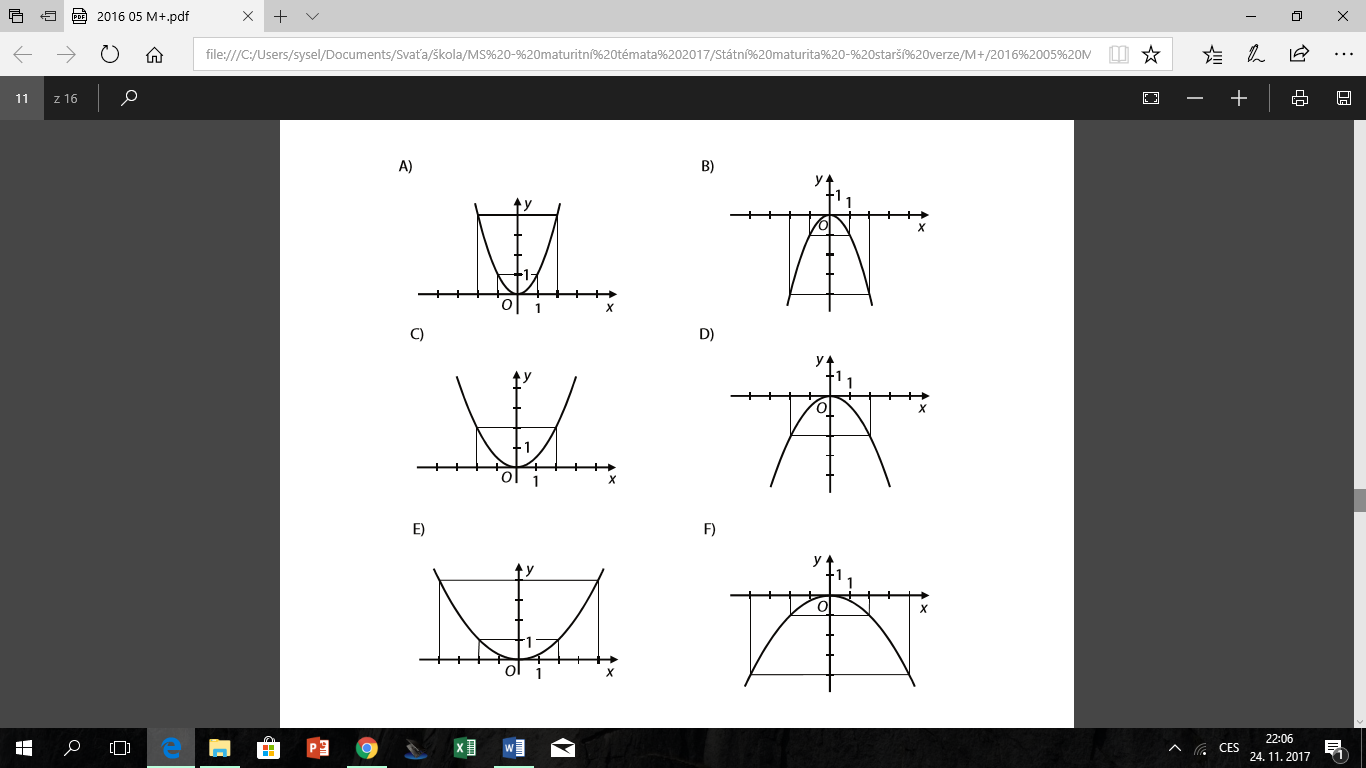 2016 05 M+.pdf
file:///C:/Users/sysel/Documents/Svaťa/škola/MS%20-%20maturitní%20témata%202017/Státní%20maturita%20-%20starší%20verze/M+/2016%2005%20M
11 z 16
A)
y
1
O 1 x
B)
y
1 1
O x
C)
y
1
O 1 x
D)
y
1 1
O x
E)
y
1
O 1 x
F)
y
1 1
O x
CES
22:06
24. 11. 2017
1